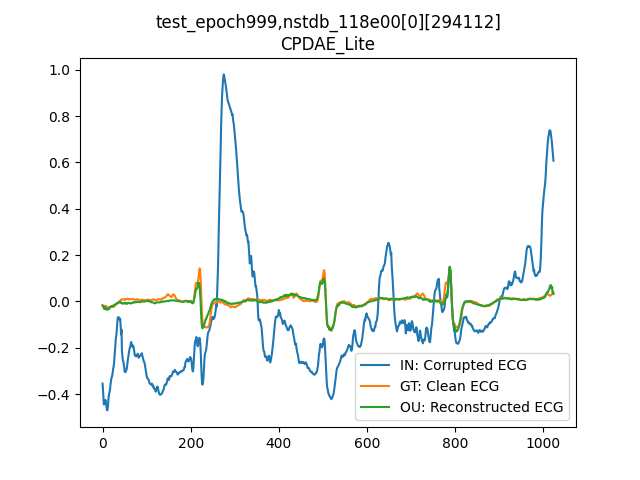 test_epoch999,nstdb_118e00[0][294112]
CPDAE_Lite
1.0
0.8
0.6
0.4
0.2
0.0
−0.2
−0.4
0 200 400 600 800 1000
IN: Corrupted ECG
GT: Clean ECG
OU: Reconstructed ECG